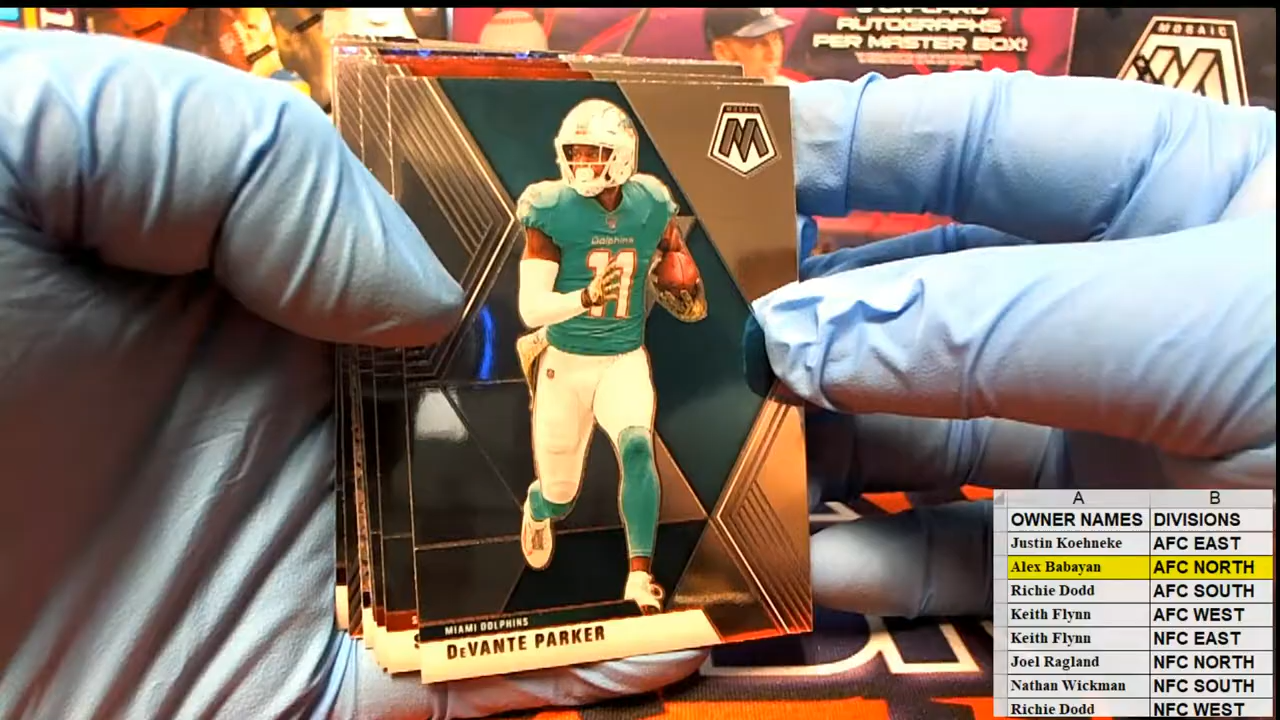 AUTOGRAPHS
PER MASTER BOX!
MOSAIC
MOSAIC
Dolphins
11
MIAMI DOLPHINS
DEVANTE PARKER
A B
OWNER NAMES DIVISIONS
Justin Koehneke AFC EAST
Alex Babayan AFC NORTH
Richie Dodd AFC SOUTH
Keith Flynn AFC WEST
Keith Flynn NFC EAST
Joel Ragland NFC NORTH
Nathan Wickman NFC SOUTH
Richie Dodd NFC WEST